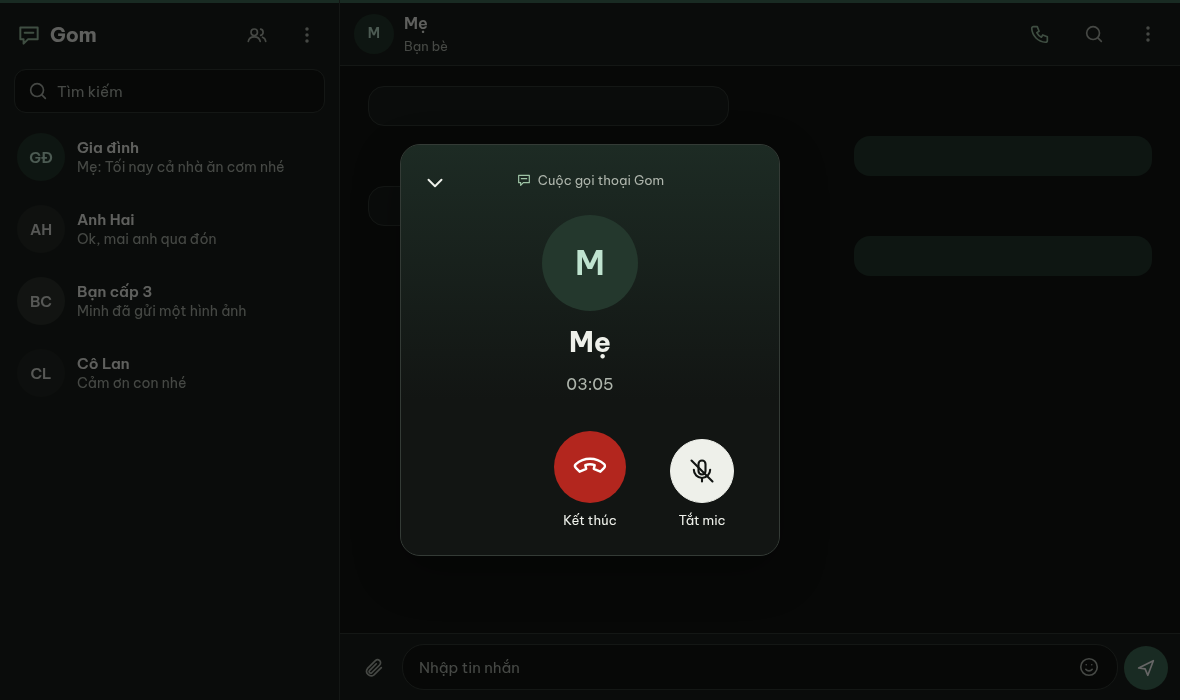 Gom
Tìm kiếm
GĐ
Gia đình
Mẹ: Tối nay cả nhà ăn cơm nhé
AH
Anh Hai
Ok, mai anh qua đón
BC
Bạn cấp 3
Minh đã gửi một hình ảnh
CL
Cô Lan
Cảm ơn con nhé
M
Mẹ
Bạn bè
Cuộc gọi thoại Gom
M
Mẹ
03:05
Kết thúc
Tắt mic
Nhập tin nhắn